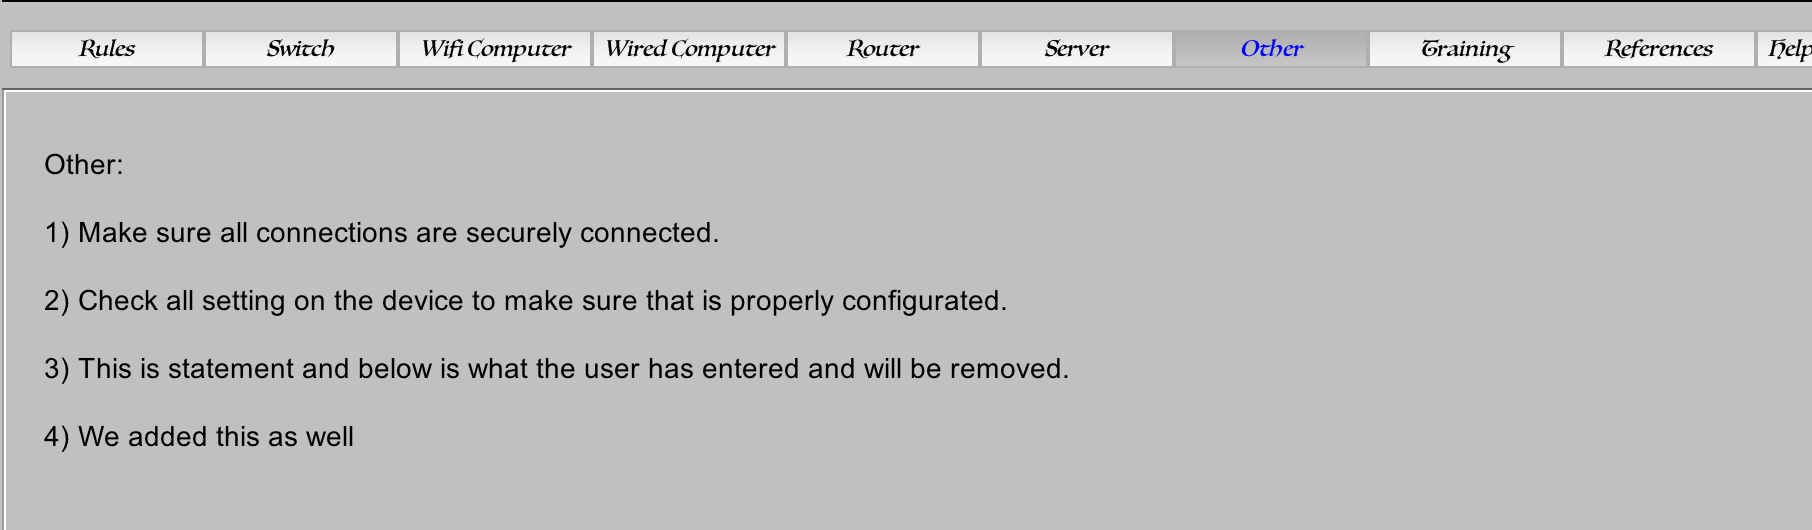 Rules Switch Wifi Computer Wired Computer Router Server Other Training References Help
Other:
1) Make sure all connections are securely connected.
2) Check all setting on the device to make sure that is properly configurated.
3) This is statement and below is what the user has entered and will be removed.
4) We added this as well